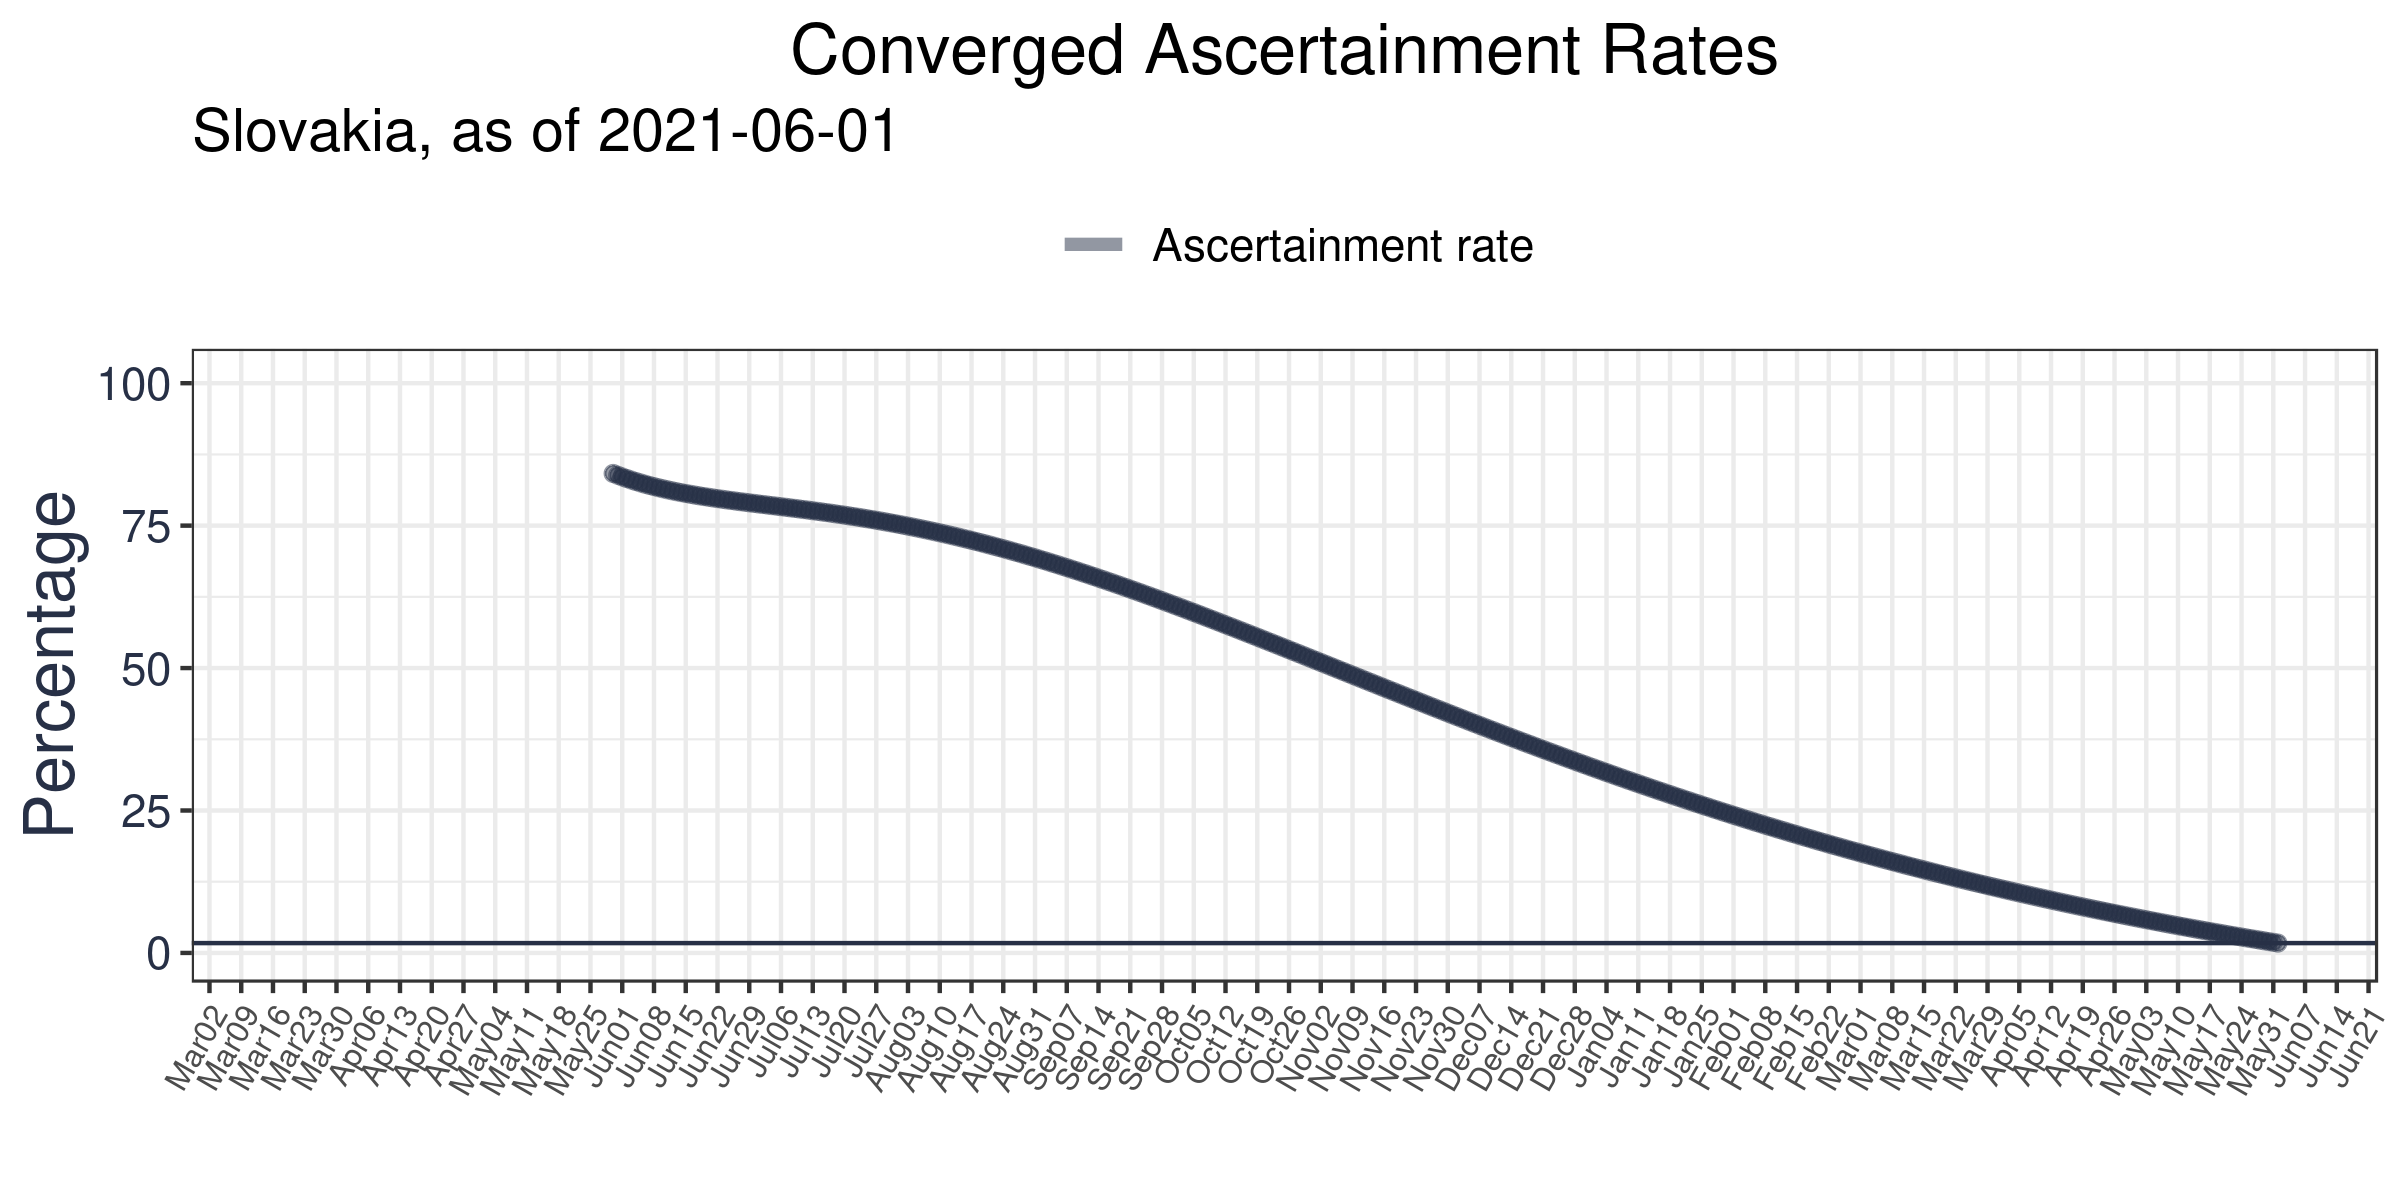 Converged Ascertainment Rates
Slovakia, as of 2021-06-01
Ascertainment rate
Percentage
100
75
50
25
0
Mar02 Mar09 Mar16 Mar23 Mar30 Apr06 Apr13 Apr20 Apr27 May04 May11 May18 May25 Jun01 Jun08 Jun15 Jun22 Jun29 Jul06 Jul13 Jul20 Jul27 Aug03 Aug10 Aug17 Aug24 Aug31 Sep07 Sep14 Sep21 Sep28 Oct05 Oct12 Oct19 Oct26 Nov02 Nov09 Nov16 Nov23 Nov30 Dec07 Dec14 Dec21 Dec28 Jan04 Jan11 Jan18 Jan25 Feb01 Feb08 Feb15 Feb22 Mar01 Mar08 Mar15 Mar22 Mar29 Apr05 Apr12 Apr19 Apr26 May03 May10 May17 May24 May31 Jun07 Jun14 Jun21